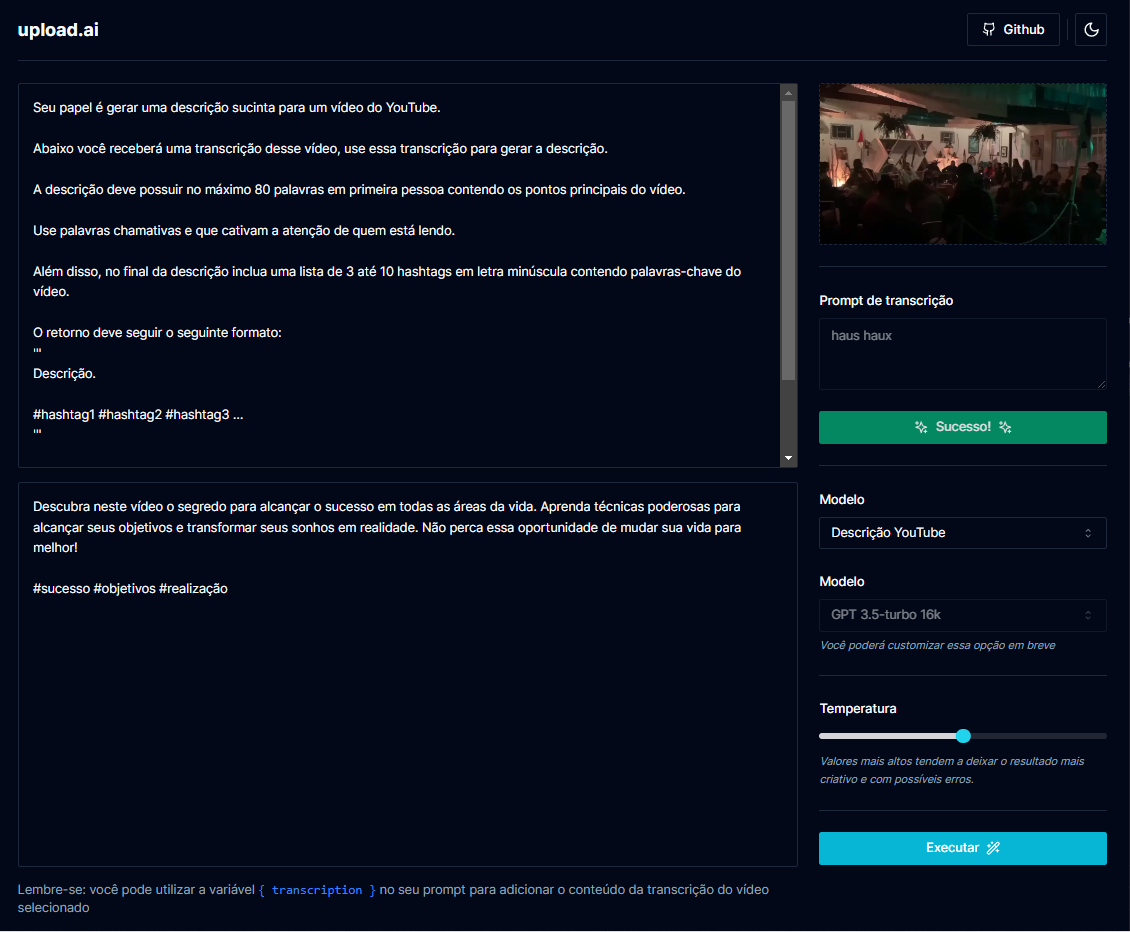 upload.ai
Github
Seu papel é gerar uma descrição sucinta para um vídeo do YouTube.
Abaixo você receberá uma transcrição desse vídeo, use essa transcrição para gerar a descrição.
A descrição deve possuir no máximo 80 palavras em primeira pessoa contendo os pontos principais do vídeo.
Use palavras chamativas e que cativam a atenção de quem está lendo.
Além disso, no final da descrição inclua uma lista de 3 até 10 hashtags em letra minúscula contendo palavras-chave do
vídeo.
O retorno deve seguir o seguinte formato:
'''
Descrição.
#hashtag1 #hashtag2 #hashtag3 ...
'''
Descubra neste vídeo o segredo para alcançar o sucesso em todas as áreas da vida. Aprenda técnicas poderosas para
alcançar seus objetivos e transformar seus sonhos em realidade. Não perca essa oportunidade de mudar sua vida para
melhor!
#sucesso #objetivos #realização
Lembre-se: você pode utilizar a variável { transcription } no seu prompt para adicionar o conteúdo da transcrição do vídeo
selecionado
Prompt de transcrição
haus haux
Sucesso!
Modelo
Descrição YouTube
Modelo
GPT 3.5-turbo 16k
Você poderá customizar essa opção em breve
Temperatura
Valores mais altos tendem a deixar o resultado mais
criativo e com possíveis erros.
Executar